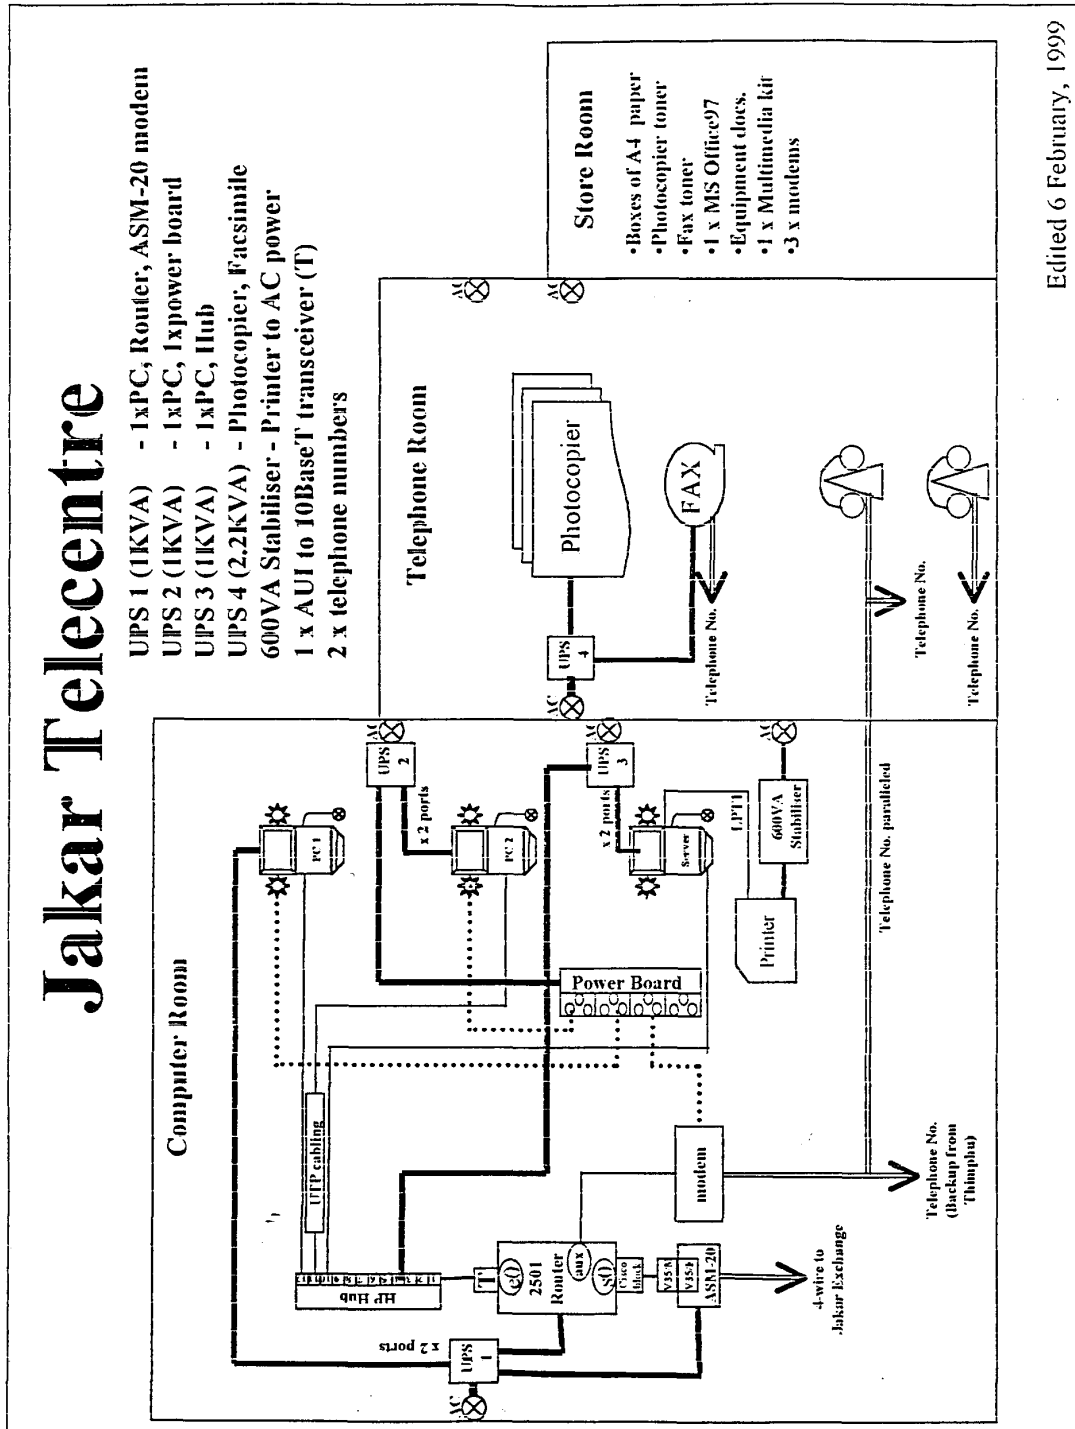 Jakar Telecentre
UPS 1 (1KVA) - 1xPC, Router, ASM-20 modem
UPS 2 (1KVA) - 1xPC, 1xpower board
UPS 3 (1KVA) - 1xPC, Hub
UPS 4 (2.2KVA) - Photocopier, Facsimile
600VA Stabiliser - Printer to AC power
1 x AUI to 10BaseT transceiver (T)
2 x telephone numbers
Computer Room
UTP cabling
HP Hub
x 2 ports
UPS
1
AC
T
e0
2501
Router
aux
s0
Cisco
block
V35/M
V35/F
ASM-20
4-wire to
Jakar Exchange
modem
Telephone No.
(Backup from
Thimphu)
Power Board
PC 1
PC 2
Server
x 2 ports
x 2 ports
UPS
2
AC
UPS
3
AC
LPT1
Printer
600VA
Stabiliser
AC
Telephone No. paralleled
Telephone Room
Photocopier
UPS
4
AC
FAX
Telephone No.
Telephone No.
Telephone No.
AC
AC
Store Room
•Boxes of A4 paper
•Photocopier toner
•Fax toner
•1 x MS Office97
•Equipment docs.
•1 x Multimedia kit
•3 x modems
Edited 6 February, 1999